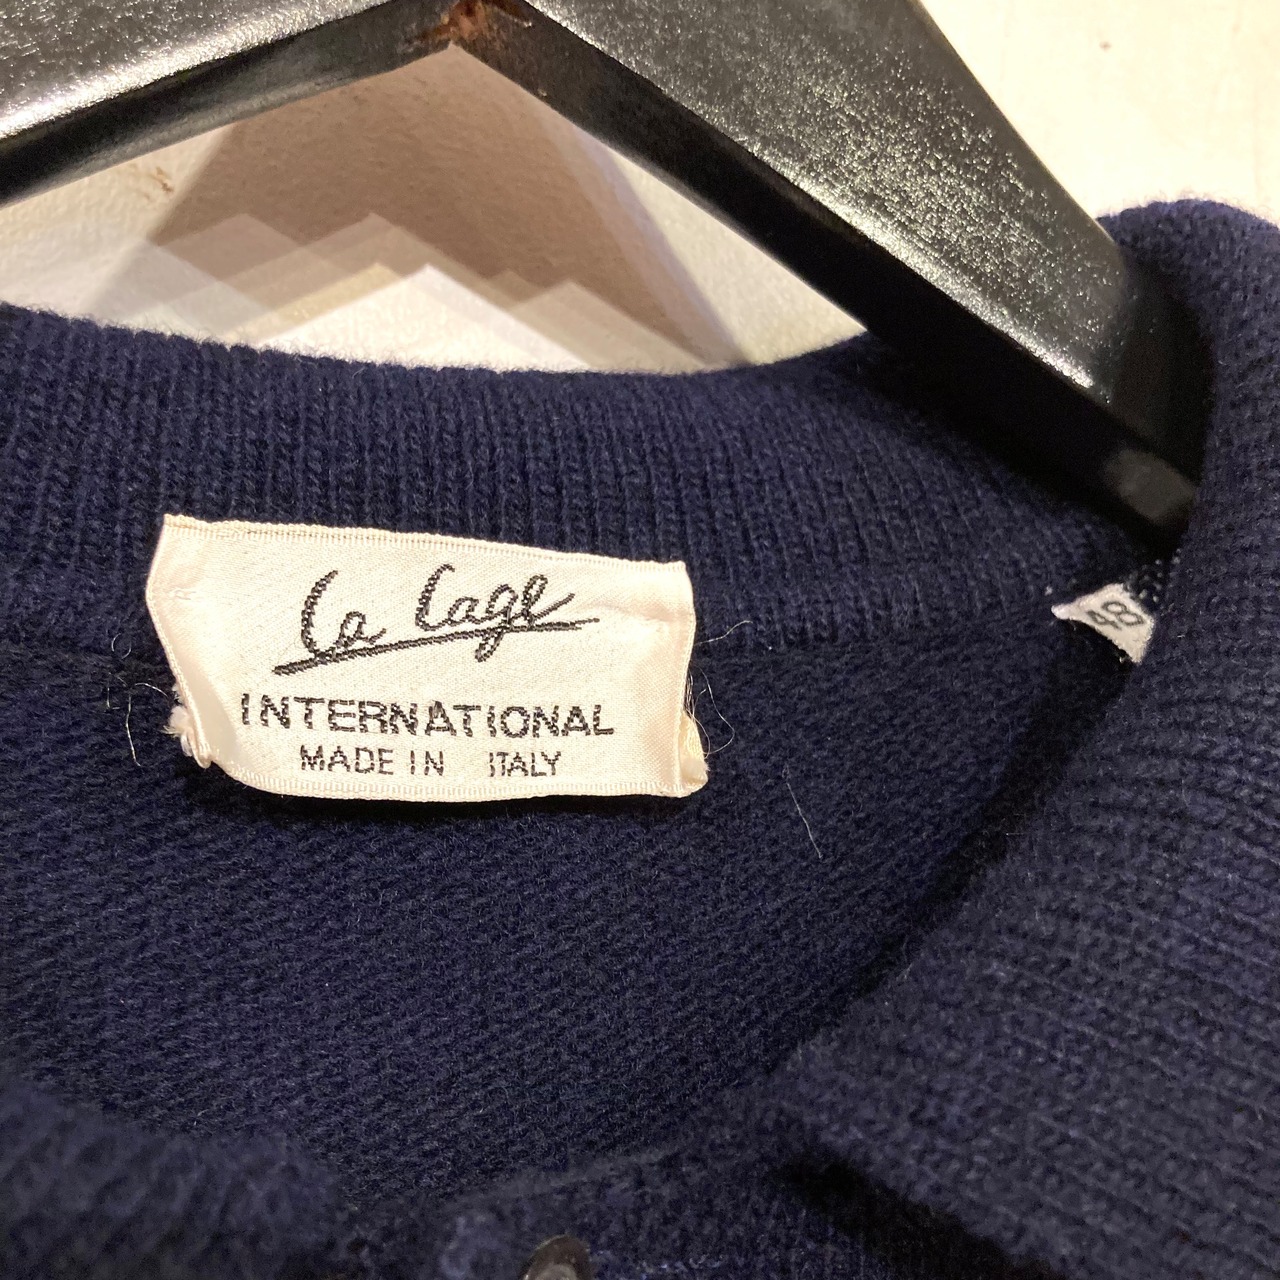 La Cage
INTERNATIONAL
MADE IN ITALY
48